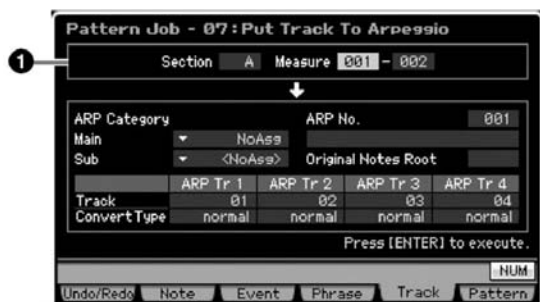 Pattern Job - 07:Put Track To Arpeggio
1
Section A Measure 001 - 002
ARP Category ARP No. 001
Main NoAsg
Sub <NoAsg> Original Notes Root
ARP Tr 1 ARP Tr 2 ARP Tr 3 ARP Tr 4
Track 01 02 03 04
ConvertType normal normal normal normal
Press [ENTER] to execute.
NUM
Undo/Redo Note Event Phrase Track Pattern